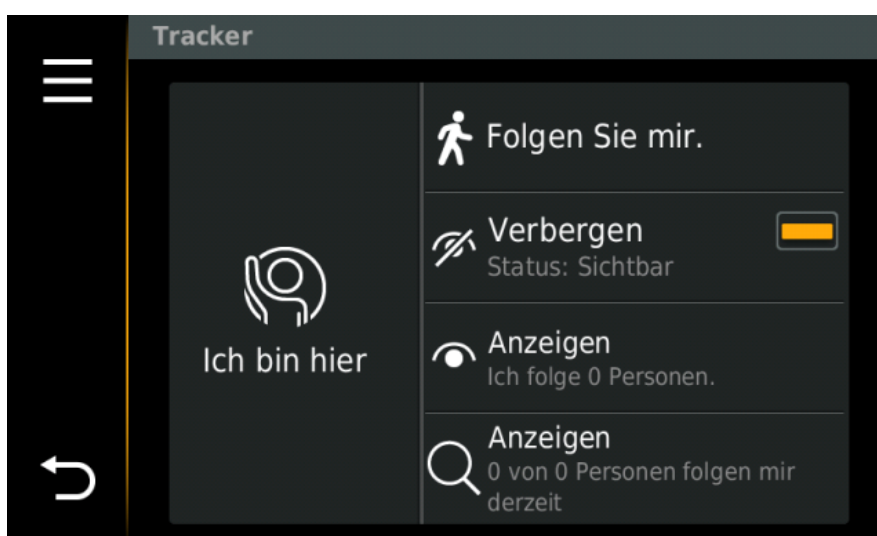 Tracker
Ich bin hier
Folgen Sie mir.
Verbergen
Status: Sichtbar
Anzeigen
Ich folge 0 Personen.
Anzeigen
0 von 0 Personen folgen mir
derzeit